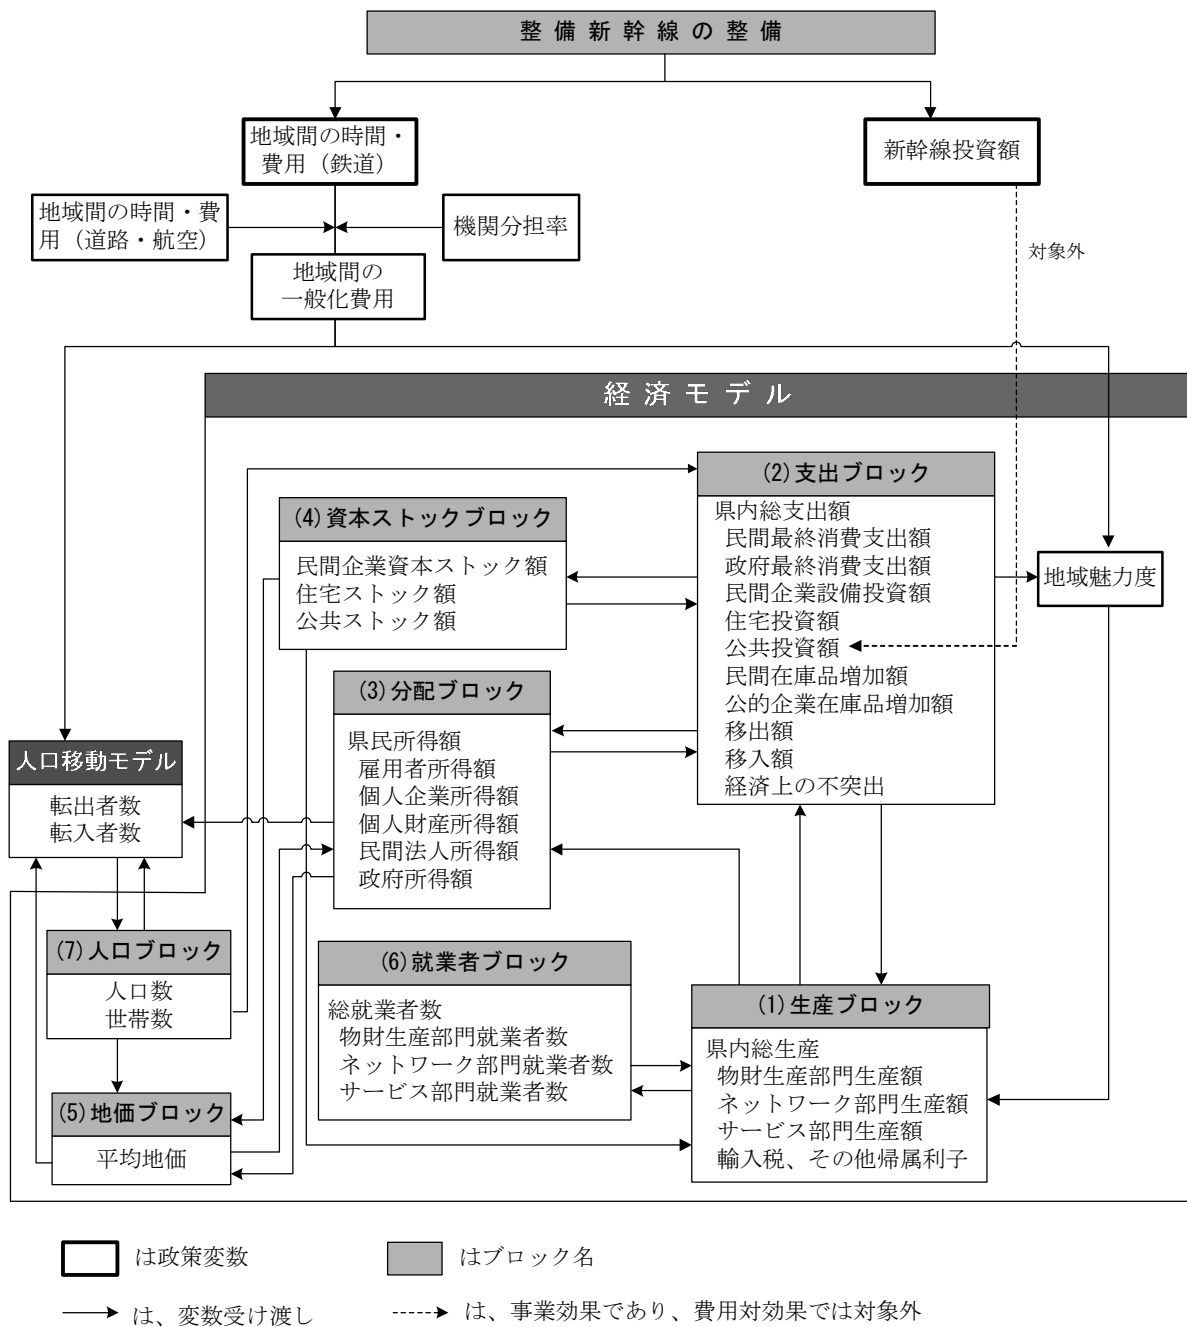 整備新幹線の整備
地域間の時間・
費用（鉄道）
新幹線投資額
地域間の時間・費
用（道路・航空）
機関分担率
対象外
地域間の
一般化費用
経済モデル
(2)支出ブロック
県内総支出額
民間最終消費支出額
政府最終消費支出額
民間企業設備投資額
住宅投資額
公共投資額
民間在庫品増加額
公的企業在庫品増加額
移出額
移入額
経済上の不突出
(4)資本ストックブロック
民間企業資本ストック額
住宅ストック額
公共ストック額
地域魅力度
(3)分配ブロック
県民所得額
雇用者所得額
個人企業所得額
個人財産所得額
民間法人所得額
政府所得額
人口移動モデル
転出者数
転入者数
(7)人口ブロック
人口数
世帯数
(6)就業者ブロック
総就業者数
物財生産部門就業者数
ネットワーク部門就業者数
サービス部門就業者数
(1)生産ブロック
県内総生産
物財生産部門生産額
ネットワーク部門生産額
サービス部門生産額
輸入税、その他帰属利子
(5)地価ブロック
平均地価
は政策変数
はブロック名
は、変数受け渡し
は、事業効果であり、費用対効果では対象外